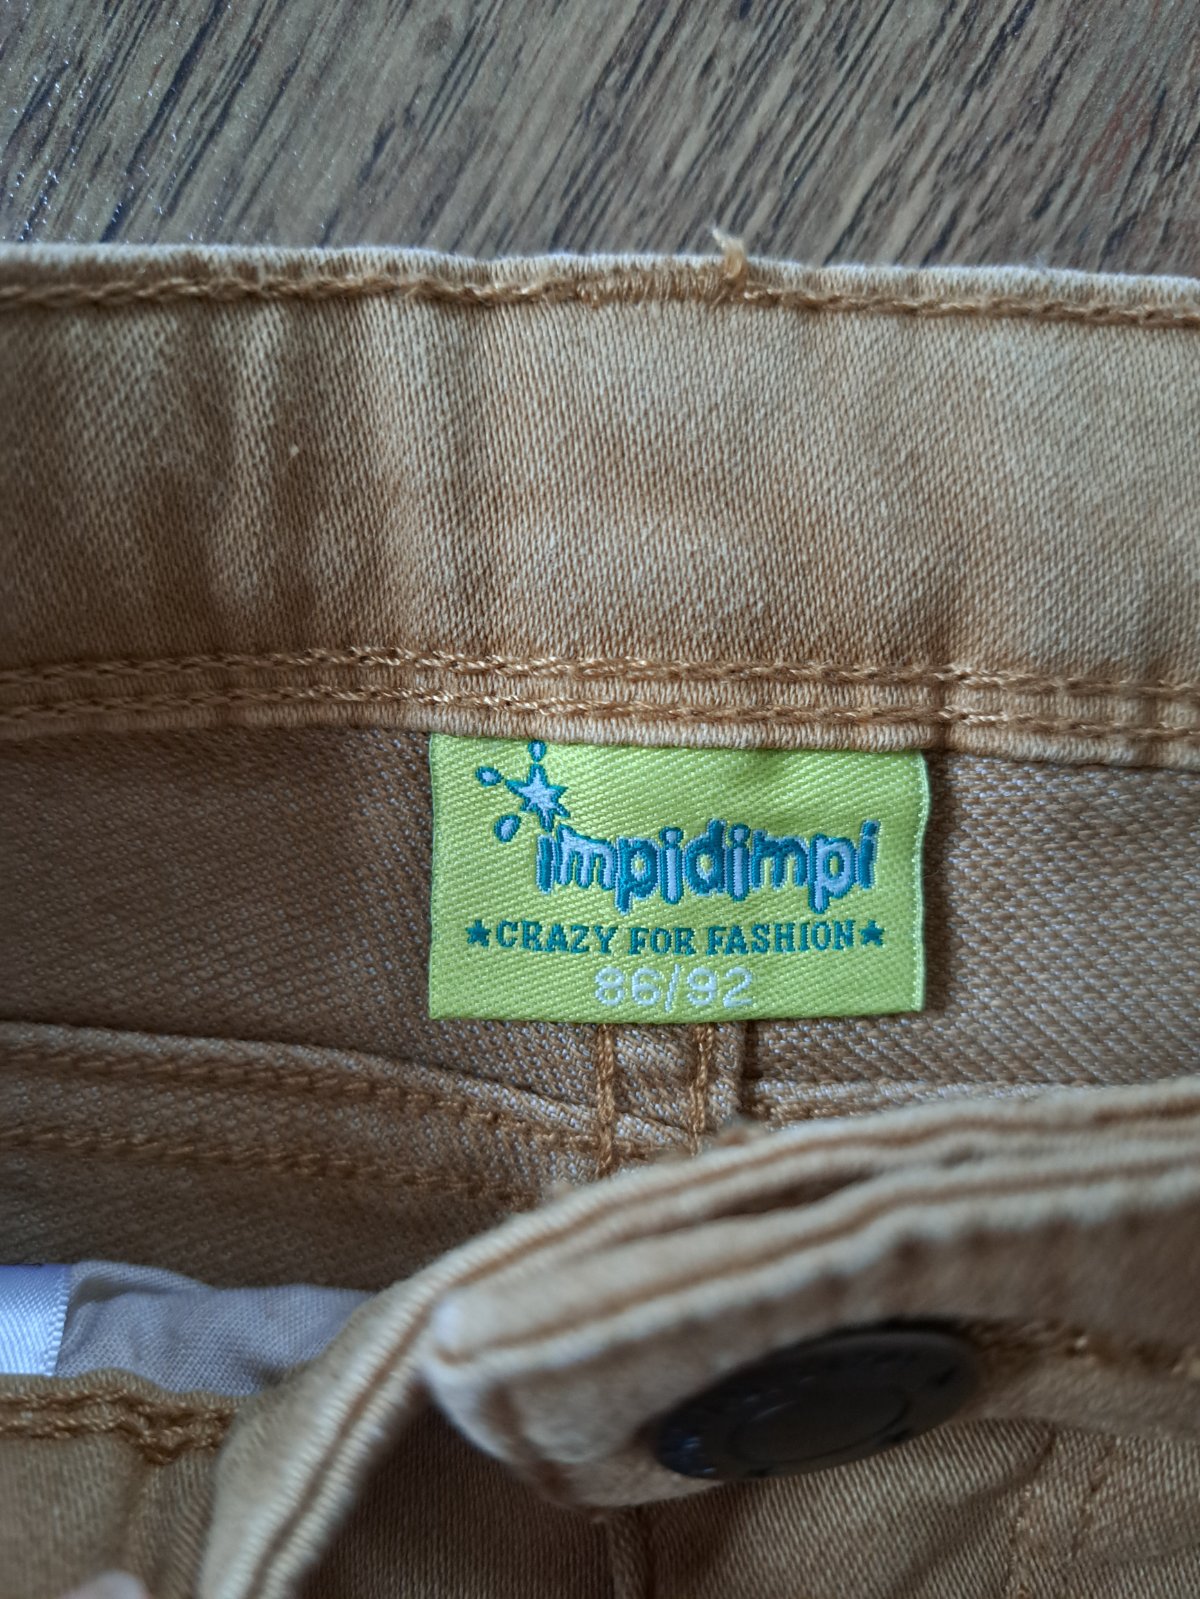 impidimpi
★CRAZY FOR FASHION★
86/92